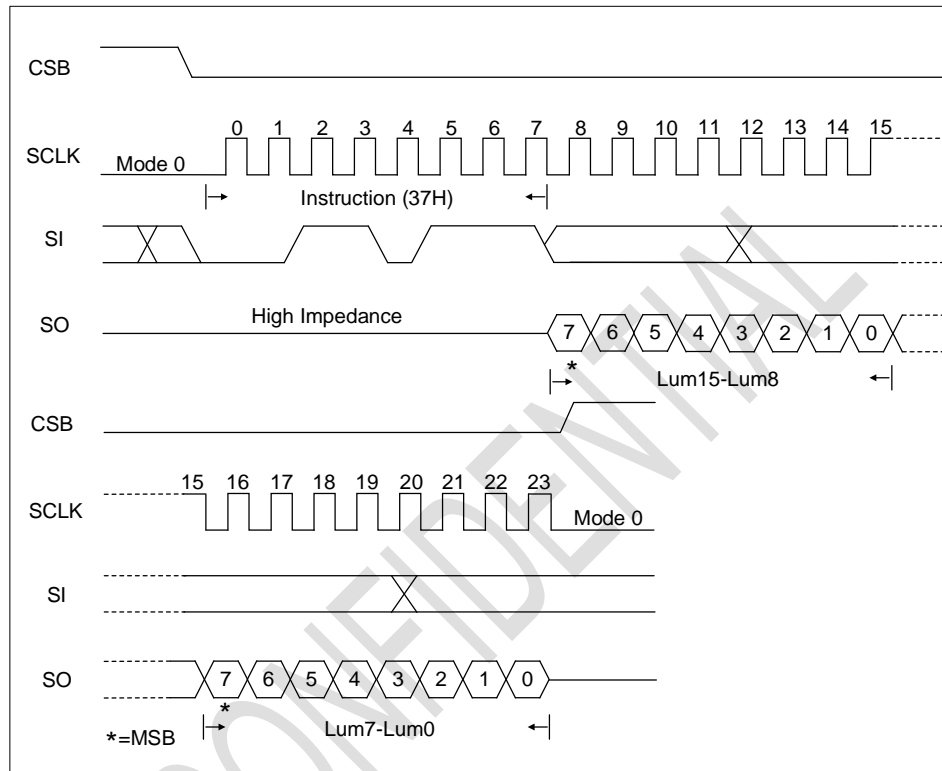 CSB
0 1 2 3 4 5 6 7 8 9 10 11 12 13 14 15
SCLK
Mode 0
Instruction (37H)
SI
High Impedance
SO
7 6 5 4 3 2 1 0
*
Lum15-Lum8
CSB
15 16 17 18 19 20 21 22 23
SCLK
Mode 0
SI
SO
7 6 5 4 3 2 1 0
*
Lum7-Lum0
*=MSB
CONFIDENTIAL